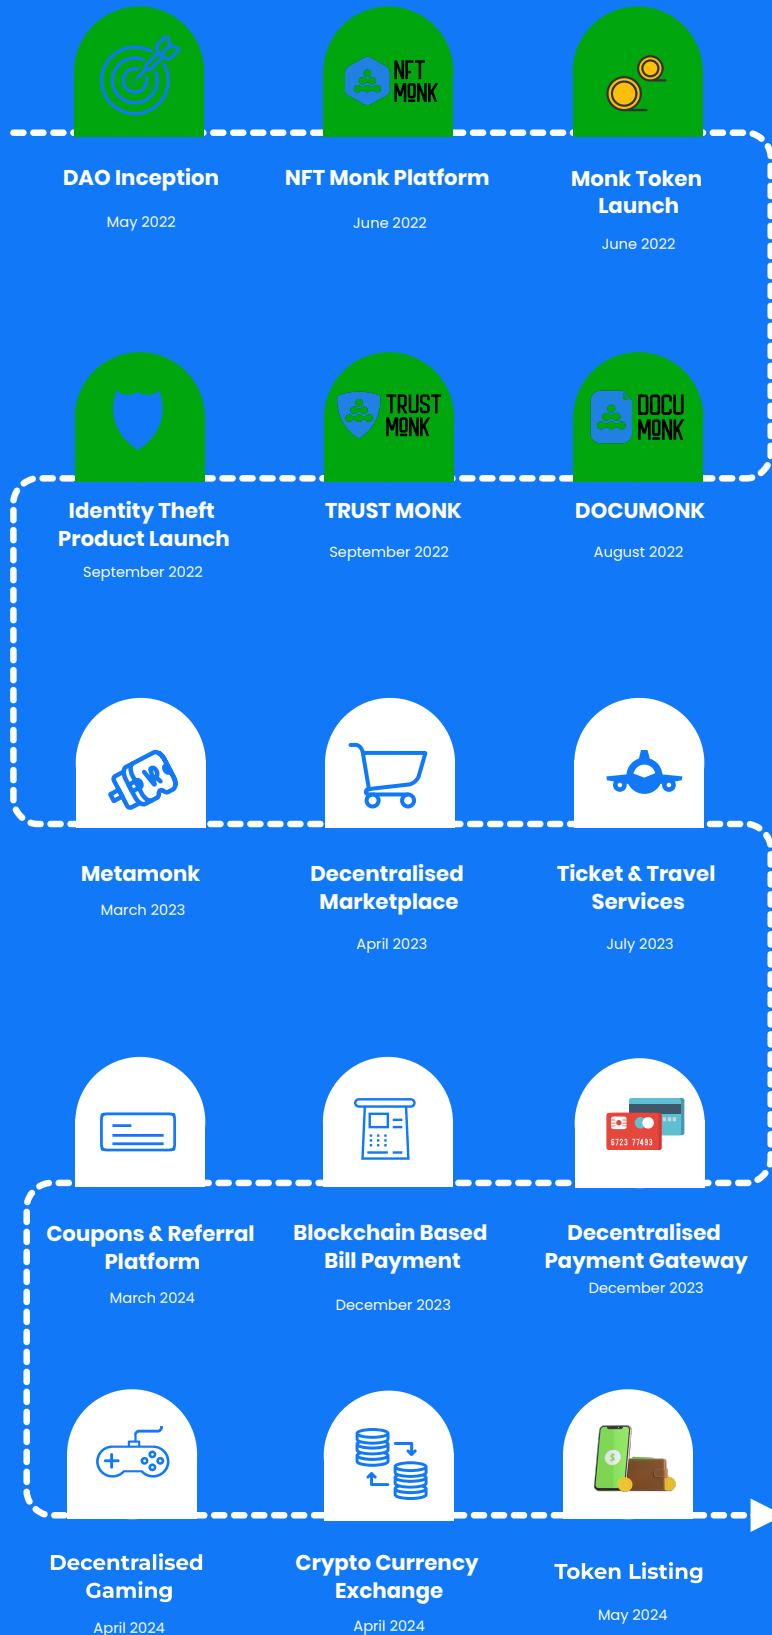 NFT
MONK
DAO Inception
May 2022
NFT Monk Platform
June 2022
Monk Token
Launch
June 2022
TRUST
MONK
DOCU
MONK
Identity Theft
Product Launch
September 2022
TRUST MONK
September 2022
DOCUMONK
August 2022
VR
Metamonk
March 2023
Decentralised
Marketplace
April 2023
Ticket & Travel
Services
July 2023
6723 77493
Coupons & Referral
Platform
March 2024
Blockchain Based
Bill Payment
December 2023
Decentralised
Payment Gateway
December 2023
$
Decentralised
Gaming
April 2024
Crypto Currency
Exchange
April 2024
Token Listing
May 2024